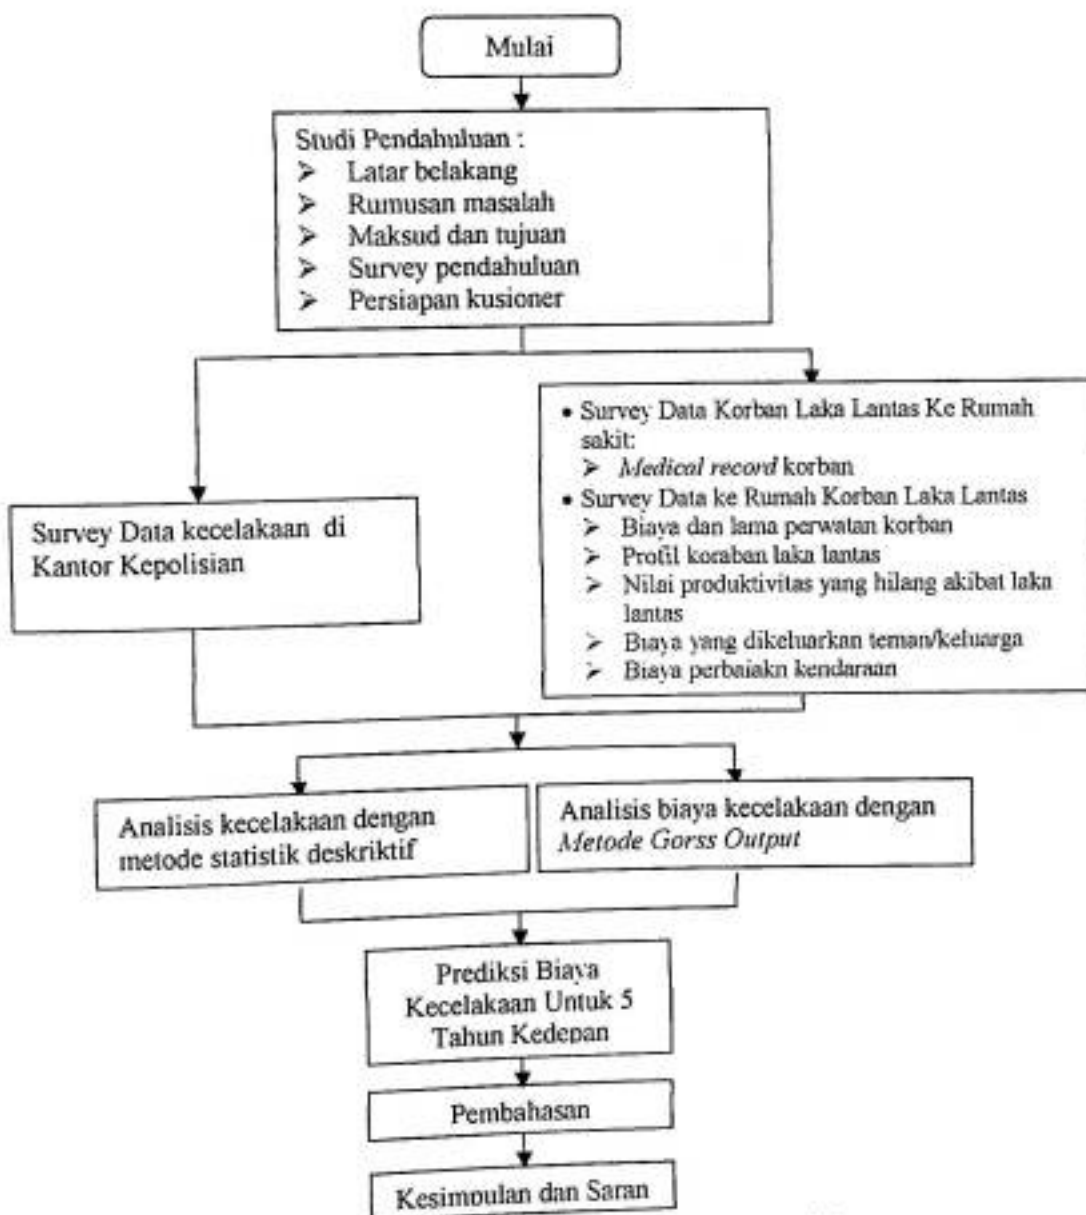 Mulai
Studi Pendahuluan :
➢ Latar belakang
➢ Rumusan masalah
➢ Maksud dan tujuan
➢ Survey pendahuluan
➢ Persiapan kusioner
• Survey Data Korban Laka Lantas Ke Rumah
sakit:
➢ Medical record korban
• Survey Data ke Rumah Korban Laka Lantas
➢ Biaya dan lama perwatan korban
➢ Profil koraban laka lantas
➢ Nilai produktivitas yang hilang akibat laka
lantas
➢ Biaya yang dikeluarkan teman/keluarga
➢ Biaya perbaiakn kendaraan
Survey Data kecelakaan di
Kantor Kepolisian
Analisis kecelakaan dengan
metode statistik deskriktif
Analisis biaya kecelakaan dengan
Metode Gorss Output
Prediksi Biaya
Kecelakaan Untuk 5
Tahun Kedepan
Pembahasan
Kesimpulan dan Saran